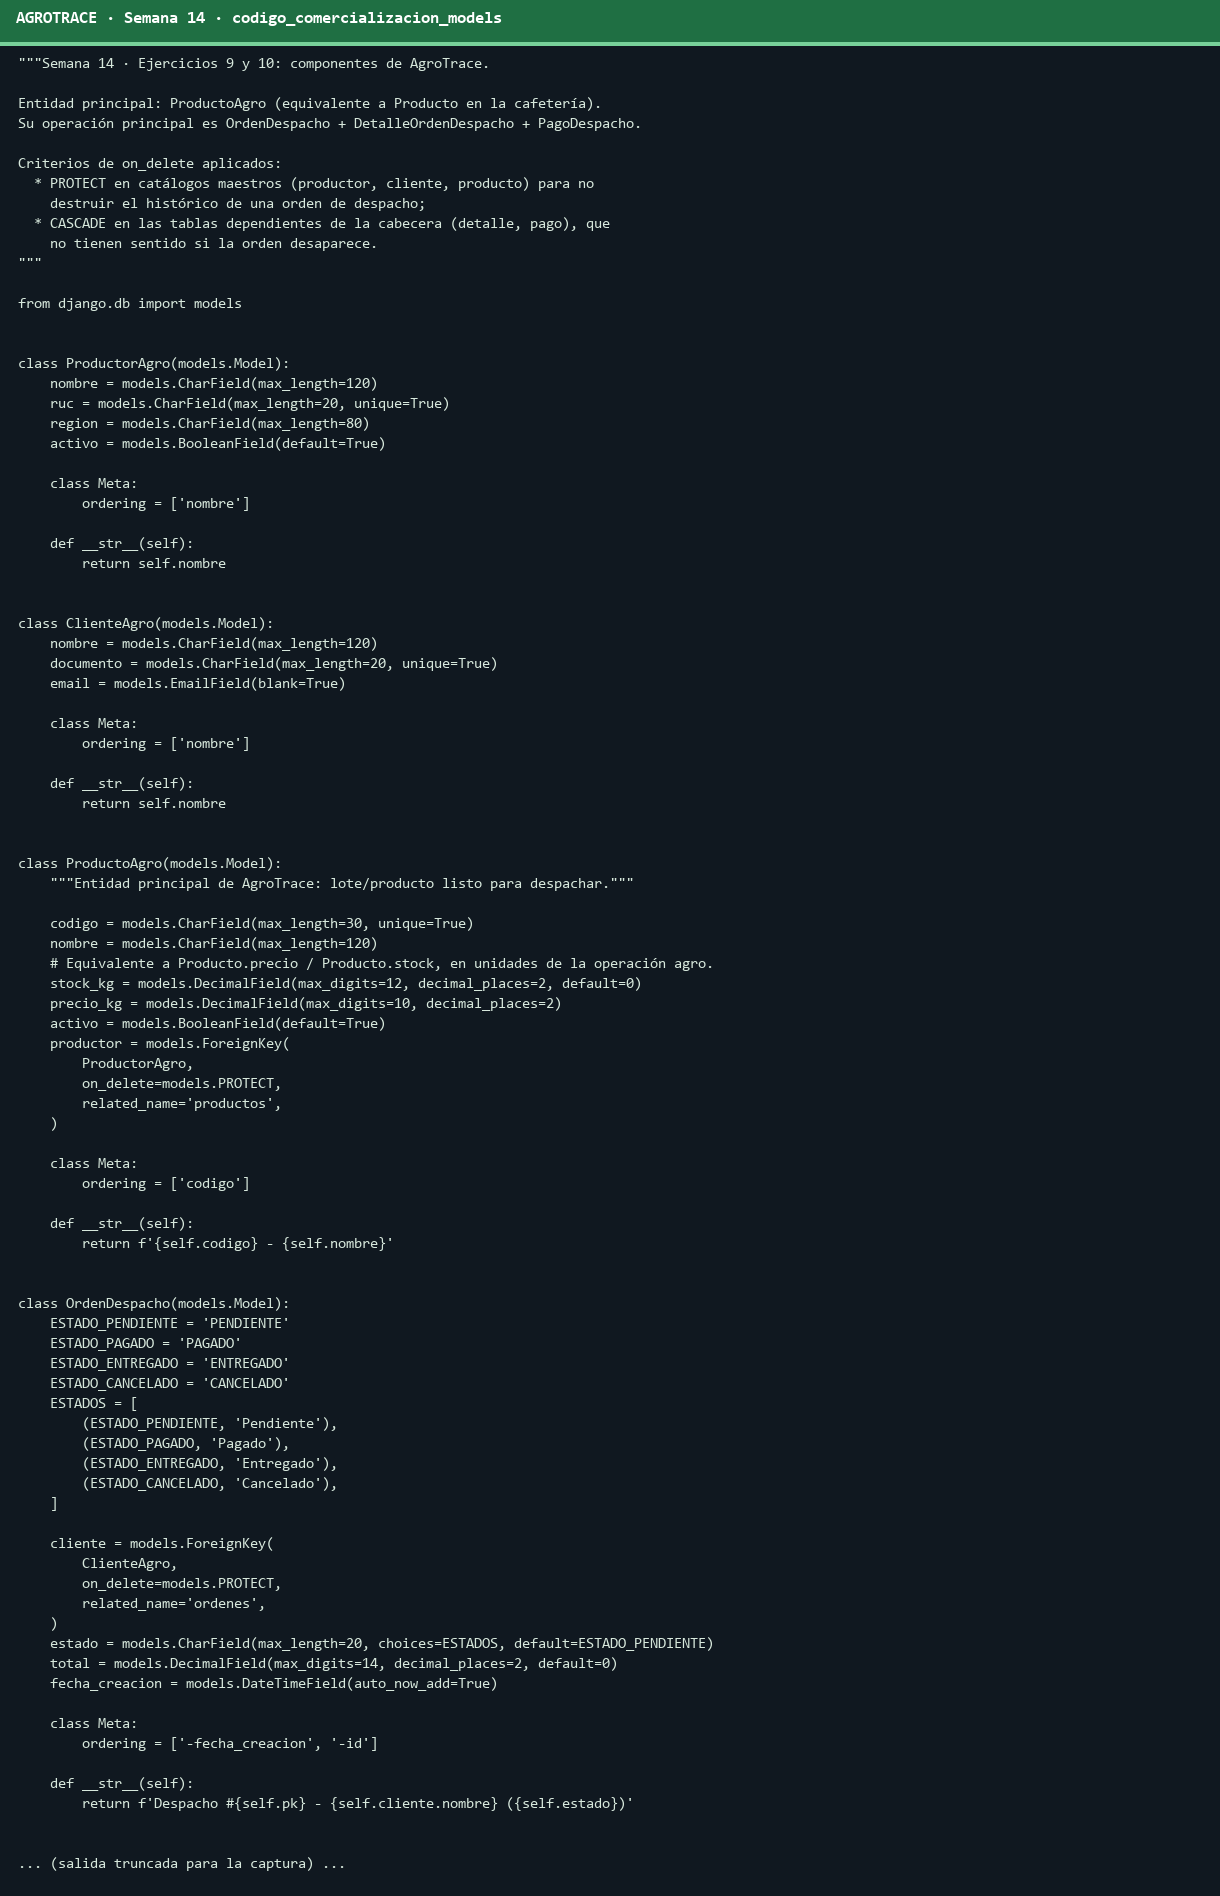 AGROTRACE · Semana 14 · codigo_comercializacion_models
"""Semana 14 · Ejercicios 9 y 10: componentes de AgroTrace.

Entidad principal: ProductoAgro (equivalente a Producto en la cafetería).
Su operación principal es OrdenDespacho + DetalleOrdenDespacho + PagoDespacho.

Criterios de on_delete aplicados:
  * PROTECT en catálogos maestros (productor, cliente, producto) para no
    destruir el histórico de una orden de despacho;
  * CASCADE en las tablas dependientes de la cabecera (detalle, pago), que
    no tienen sentido si la orden desaparece.
"""

from django.db import models


class ProductorAgro(models.Model):
    nombre = models.CharField(max_length=120)
    ruc = models.CharField(max_length=20, unique=True)
    region = models.CharField(max_length=80)
    activo = models.BooleanField(default=True)

    class Meta:
        ordering = ['nombre']

    def __str__(self):
        return self.nombre


class ClienteAgro(models.Model):
    nombre = models.CharField(max_length=120)
    documento = models.CharField(max_length=20, unique=True)
    email = models.EmailField(blank=True)

    class Meta:
        ordering = ['nombre']

    def __str__(self):
        return self.nombre


class ProductoAgro(models.Model):
    """Entidad principal de AgroTrace: lote/producto listo para despachar."""

    codigo = models.CharField(max_length=30, unique=True)
    nombre = models.CharField(max_length=120)
    # Equivalente a Producto.precio / Producto.stock, en unidades de la operación agro.
    stock_kg = models.DecimalField(max_digits=12, decimal_places=2, default=0)
    precio_kg = models.DecimalField(max_digits=10, decimal_places=2)
    activo = models.BooleanField(default=True)
    productor = models.ForeignKey(
        ProductorAgro,
        on_delete=models.PROTECT,
        related_name='productos',
    )

    class Meta:
        ordering = ['codigo']

    def __str__(self):
        return f'{self.codigo} - {self.nombre}'


class OrdenDespacho(models.Model):
    ESTADO_PENDIENTE = 'PENDIENTE'
    ESTADO_PAGADO = 'PAGADO'
    ESTADO_ENTREGADO = 'ENTREGADO'
    ESTADO_CANCELADO = 'CANCELADO'
    ESTADOS = [
        (ESTADO_PENDIENTE, 'Pendiente'),
        (ESTADO_PAGADO, 'Pagado'),
        (ESTADO_ENTREGADO, 'Entregado'),
        (ESTADO_CANCELADO, 'Cancelado'),
    ]

    cliente = models.ForeignKey(
        ClienteAgro,
        on_delete=models.PROTECT,
        related_name='ordenes',
    )
    estado = models.CharField(max_length=20, choices=ESTADOS, default=ESTADO_PENDIENTE)
    total = models.DecimalField(max_digits=14, decimal_places=2, default=0)
    fecha_creacion = models.DateTimeField(auto_now_add=True)

    class Meta:
        ordering = ['-fecha_creacion', '-id']

    def __str__(self):
        return f'Despacho #{self.pk} - {self.cliente.nombre} ({self.estado})'


... (salida truncada para la captura) ...